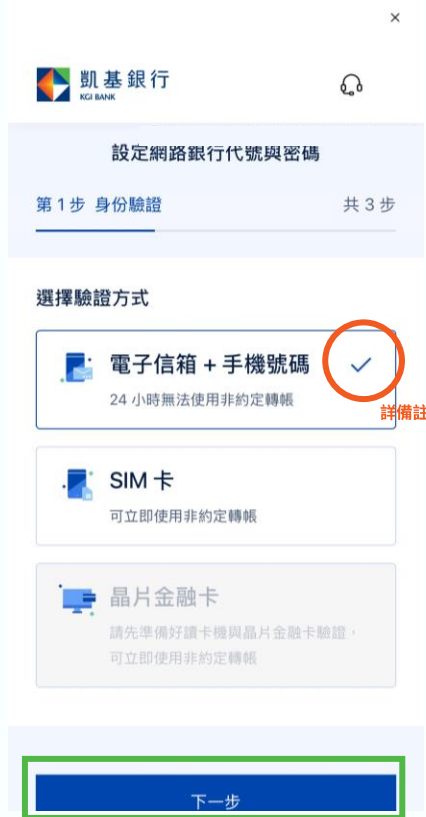 ×
凱基銀行
KGI BANK
設定網路銀行代號與密碼
第 1 步 身份驗證
共 3 步
選擇驗證方式
電子信箱 + 手機號碼
24 小時無法使用非約定轉帳
詳備註
SIM 卡
可立即使用非約定轉帳
晶片金融卡
請先準備好讀卡機與晶片金融卡驗證，
可立即使用非約定轉帳
下一步